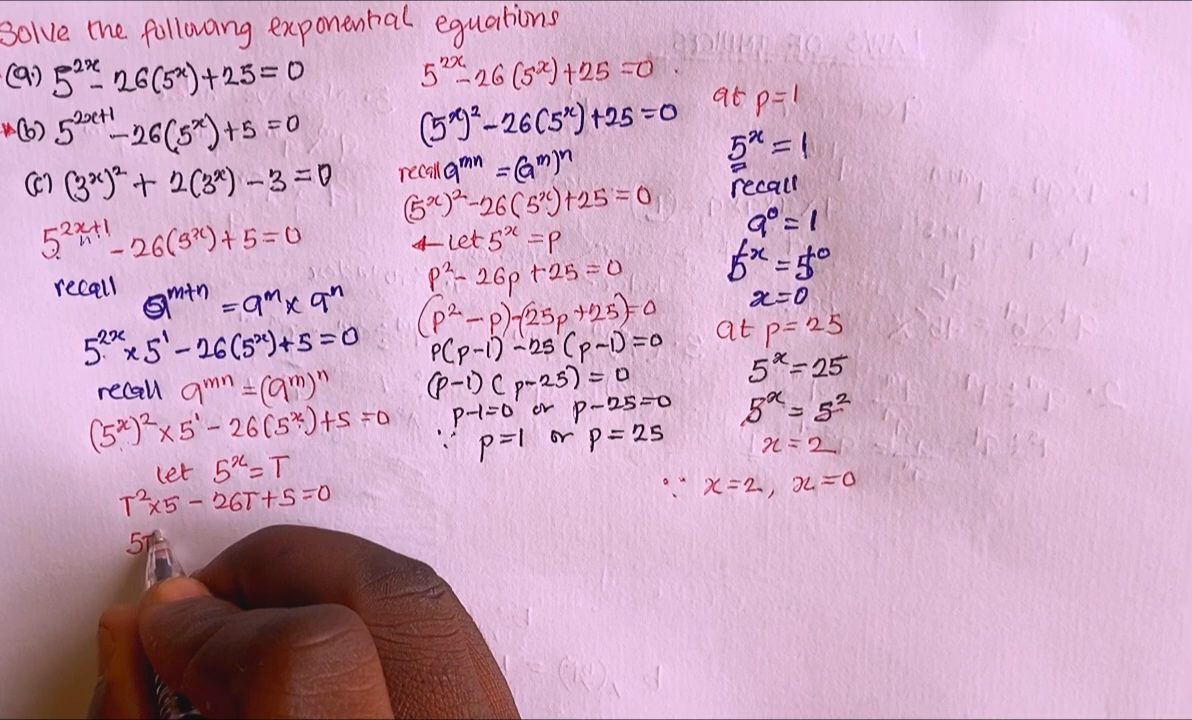 Solve the following exponential equations
(a.) 5^{2x} - 26(5^x) + 25 = 0
*(b) 5^{2x+1} - 26(5^x) + 5 = 0
(c) (3^x)^2 + 2(3^x) - 3 = 0
5^{2x+1} - 26(5^x) + 5 = 0
recall a^{m+n} = a^m × a^n
5^{2x} × 5^1 - 26(5^x) + 5 = 0
recall a^{mn} = (a^m)^n
(5^x)^2 × 5^1 - 26(5^x) + 5 = 0
Let 5^x = T
T^2 × 5 - 26T + 5 = 0
5T
5^{2x} - 26(5^x) + 25 = 0
(5^x)^2 - 26(5^x) + 25 = 0
recall a^{mn} = (a^m)^n
(5^x)^2 - 26(5^x) + 25 = 0
Let 5^x = P
P^2 - 26p + 25 = 0
(p^2 - p) - (25p + 25) = 0
P(p-1) - 25(p-1) = 0
(p-1)(p-25) = 0
p-1=0 or p-25=0
∵ p=1 or p=25
at p=1
5^x = 1
recall
a^0 = 1
5^x = 5^0
x=0
at p=25
5^x = 25
5^x = 5^2
x = 2
∵ x=2, x=0